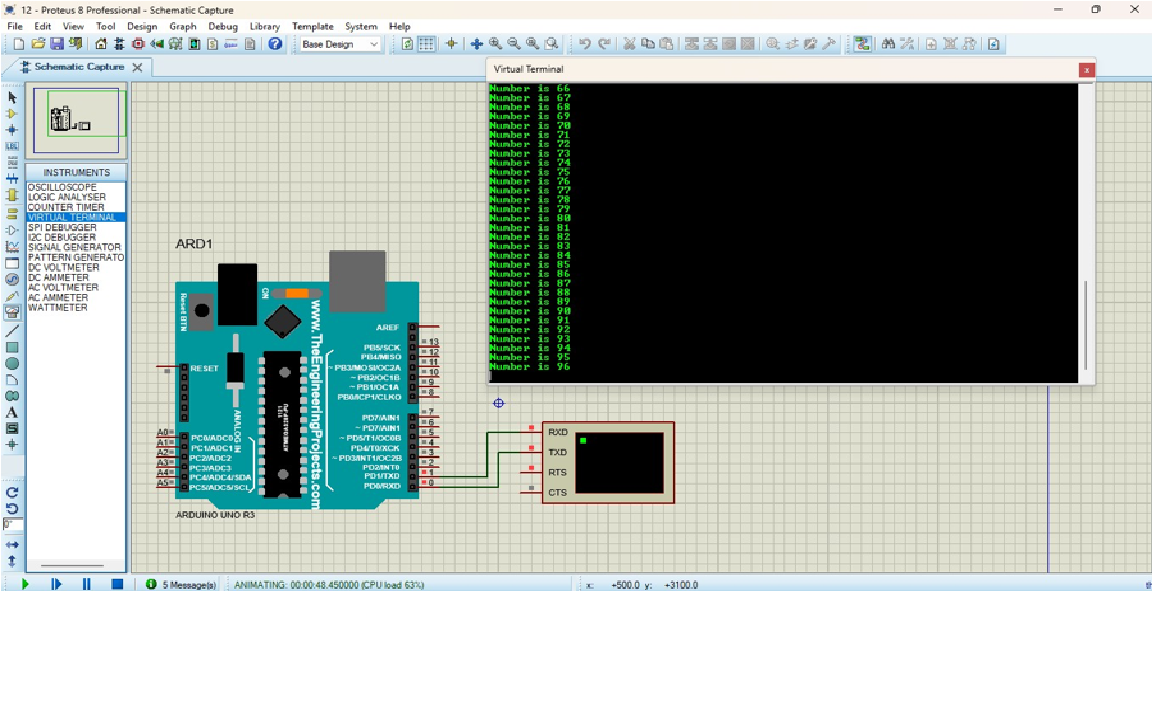 12 - Proteus 8 Professional - Schematic Capture
File Edit View Tool Design Graph Debug Library Template System Help
Base Design
Schematic Capture
Virtual Terminal
Number is 66
Number is 67
Number is 68
Number is 69
Number is 70
Number is 71
Number is 72
Number is 73
Number is 74
Number is 75
Number is 76
Number is 77
Number is 78
Number is 79
Number is 80
Number is 81
Number is 82
Number is 83
Number is 84
Number is 85
Number is 86
Number is 87
Number is 88
Number is 89
Number is 90
Number is 91
Number is 92
Number is 93
Number is 94
Number is 95
Number is 96
INSTRUMENTS
OSCILLOSCOPE
LOGIC ANALYSER
COUNTER TIMER
VIRTUAL TERMINAL
SPI DEBUGGER
I2C DEBUGGER
SIGNAL GENERATOR
PATTERN GENERATO
DC VOLTMETER
DC AMMETER
AC VOLTMETER
AC AMMETER
WATTMETER
ARD1
Reset BTN
www.TheEngineeringProjects.com
ANALOG IN
RESET
AREF
PB5/SCK 13
PB4/MISO 12
~PB3/MOSI/OC2A 11
~PB2/OC1B 10
~PB1/OC1A 9
PB0/ICP1/CLKO 8
PD7/AIN1 7
~PD7/AIN1 6
~PD5/T1/OC0B 5
PD4/T0/XCK 4
~PD3/INT1/OC2B 3
PD2/INT0 2
PD1/TXD 1
PD0/RXD 0
A0 PC0/ADC0
A1 PC1/ADC1
A2 PC2/ADC2
A3 PC3/ADC3
A4 PC4/ADC4/SDA
A5 PC5/ADC5/SCL
ARDUINO UNO R3
RXD
TXD
RTS
CTS
5 Message(s)
ANIMATING: 00:00:48.450000 (CPU load 63%)
x: +500.0 y: +3100.0